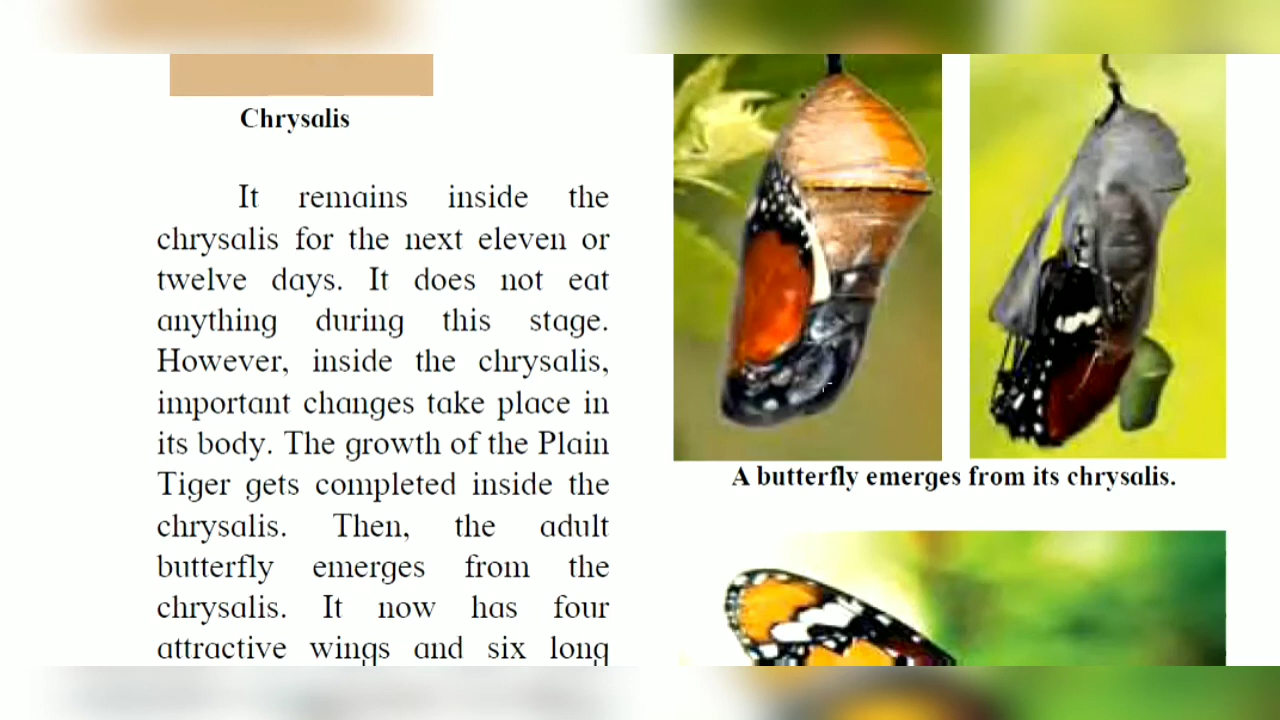 Chrysalis
It remains inside the
chrysalis for the next eleven or
twelve days. It does not eat
anything during this stage.
However, inside the chrysalis,
important changes take place in
its body. The growth of the Plain
Tiger gets completed inside the
chrysalis. Then, the adult
butterfly emerges from the
chrysalis. It now has four
attractive wings and six long
A butterfly emerges from its chrysalis.